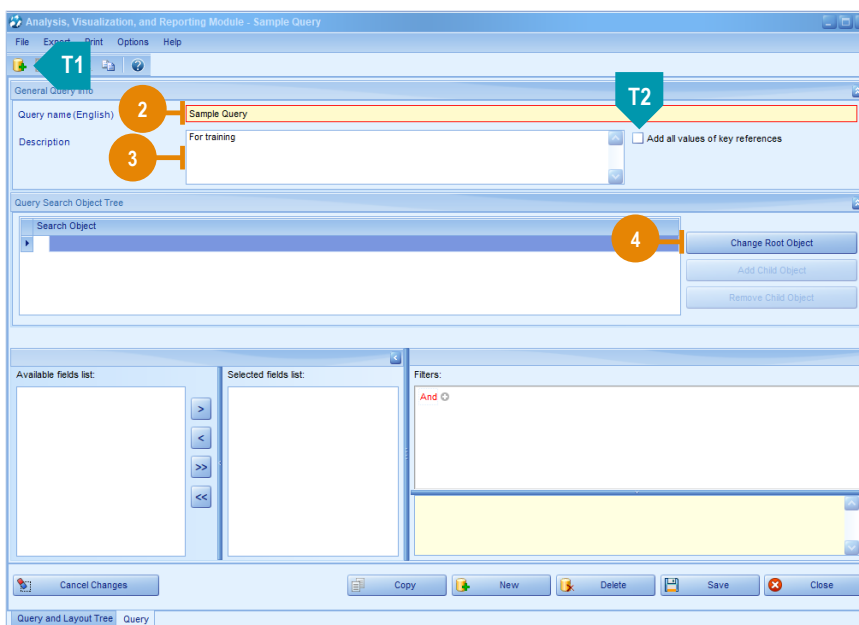 Analysis, Visualization, and Reporting Module - Sample Query
File Export Print Options Help
T1
General Query Info
T2
Query name (English) 2 Sample Query
Description For training Add all values of key references
3
Query Search Object Tree
Search Object
4 Change Root Object
Add Child Object
Remove Child Object
Available fields list: Selected fields list: Filters:
And
>
<
>>
<<
Cancel Changes Copy New Delete Save Close
Query and Layout Tree Query